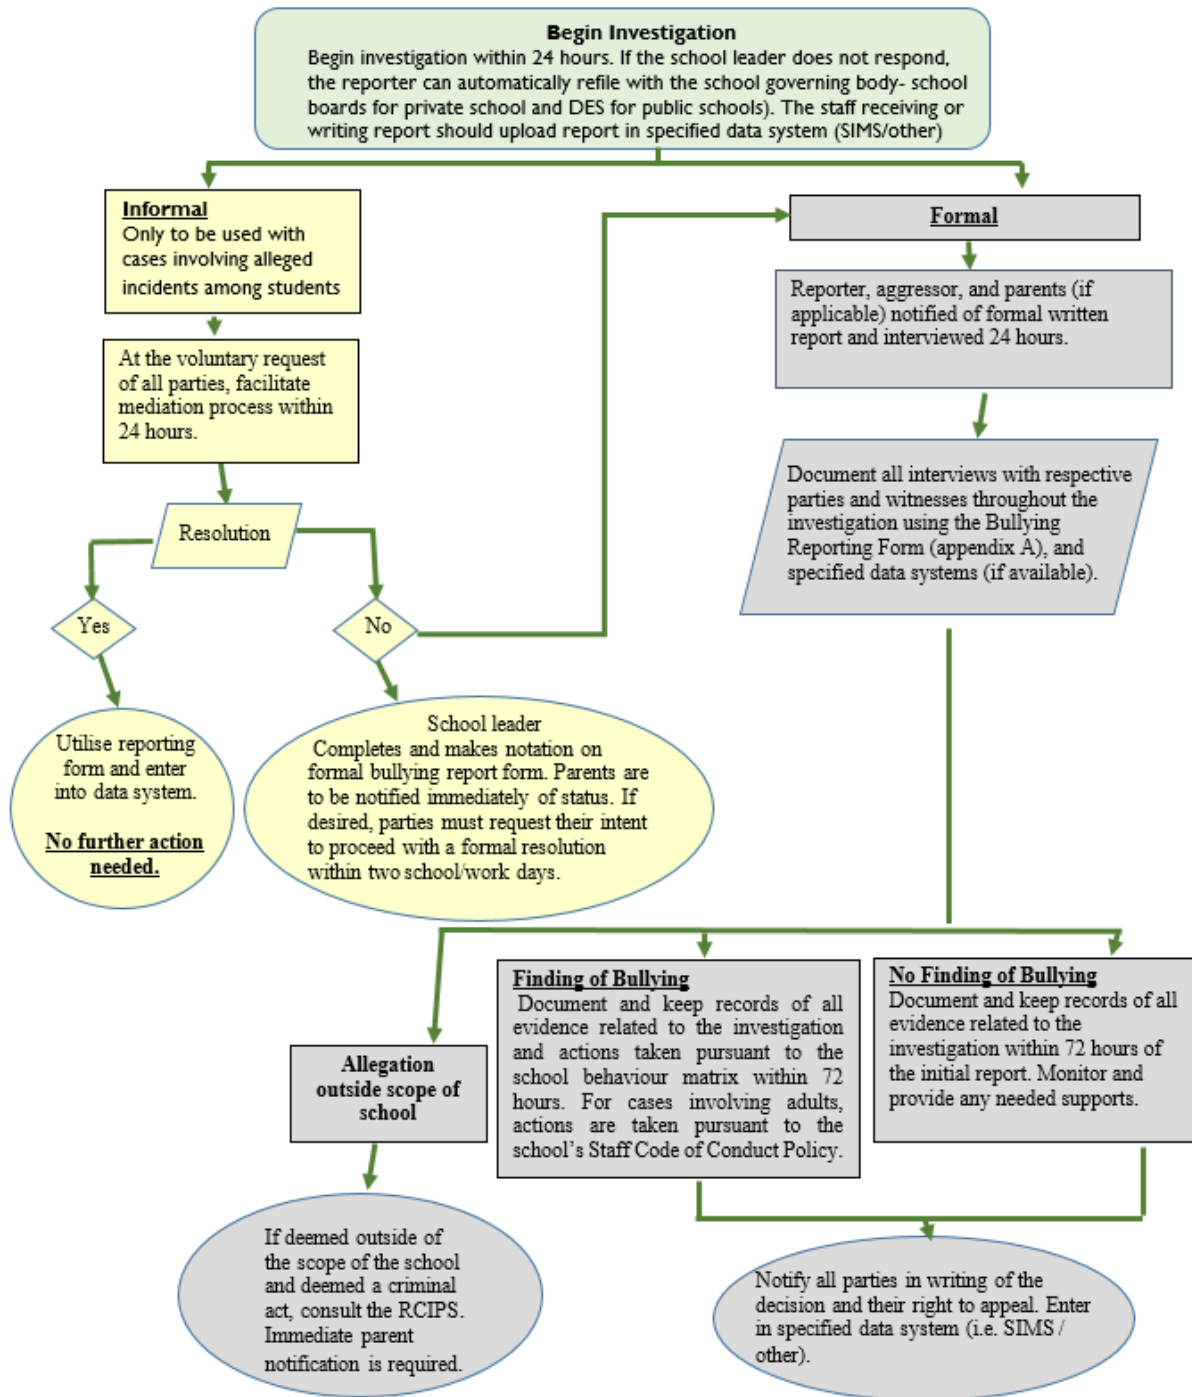 Begin Investigation
Begin investigation within 24 hours. If the school leader does not respond,
the reporter can automatically refile with the school governing body- school
boards for private school and DES for public schools). The staff receiving or
writing report should upload report in specified data system (SIMS/other)
Informal
Only to be used with
cases involving alleged
incidents among students
Formal
At the voluntary request
of all parties, facilitate
mediation process within
24 hours.
Reporter, aggressor, and parents (if
applicable) notified of formal written
report and interviewed 24 hours.
Resolution
Document all interviews with respective
parties and witnesses throughout the
investigation using the Bullying
Reporting Form (appendix A), and
specified data systems (if available).
Yes
No
Utilise reporting
form and enter
into data system.
No further action
needed.
School leader
Completes and makes notation on
formal bullying report form. Parents are
to be notified immediately of status. If
desired, parties must request their intent
to proceed with a formal resolution
within two school/work days.
Allegation
outside scope of
school
Finding of Bullying
Document and keep records of all
evidence related to the investigation
and actions taken pursuant to the
school behaviour matrix within 72
hours. For cases involving adults,
actions are taken pursuant to the
school's Staff Code of Conduct Policy.
No Finding of Bullying
Document and keep records of all
evidence related to the
investigation within 72 hours of
the initial report. Monitor and
provide any needed supports.
If deemed outside of
the scope of the school
and deemed a criminal
act, consult the RCIPS.
Immediate parent
notification is required.
Notify all parties in writing of the
decision and their right to appeal. Enter
in specified data system (i.e. SIMS /
other).